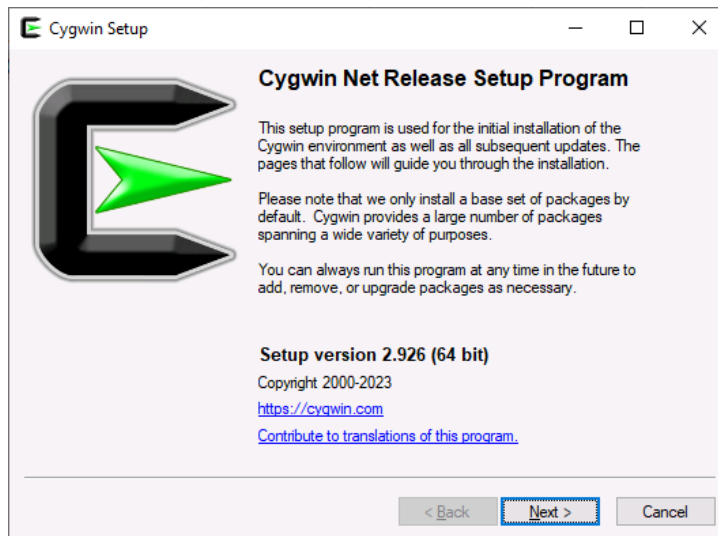 Cygwin Setup
Cygwin Net Release Setup Program
This setup program is used for the initial installation of the
Cygwin environment as well as all subsequent updates. The
pages that follow will guide you through the installation.
Please note that we only install a base set of packages by
default. Cygwin provides a large number of packages
spanning a wide variety of purposes.
You can always run this program at any time in the future to
add, remove, or upgrade packages as necessary.
Setup version 2.926 (64 bit)
Copyright 2000-2023
https://cygwin.com
Contribute to translations of this program.
< Back
Next >
Cancel